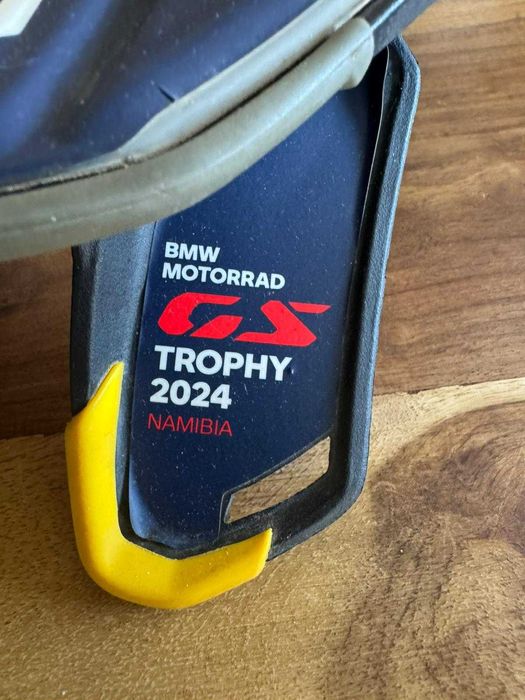 BMW
MOTORRAD
GS
TROPHY
2024
NAMIBIA